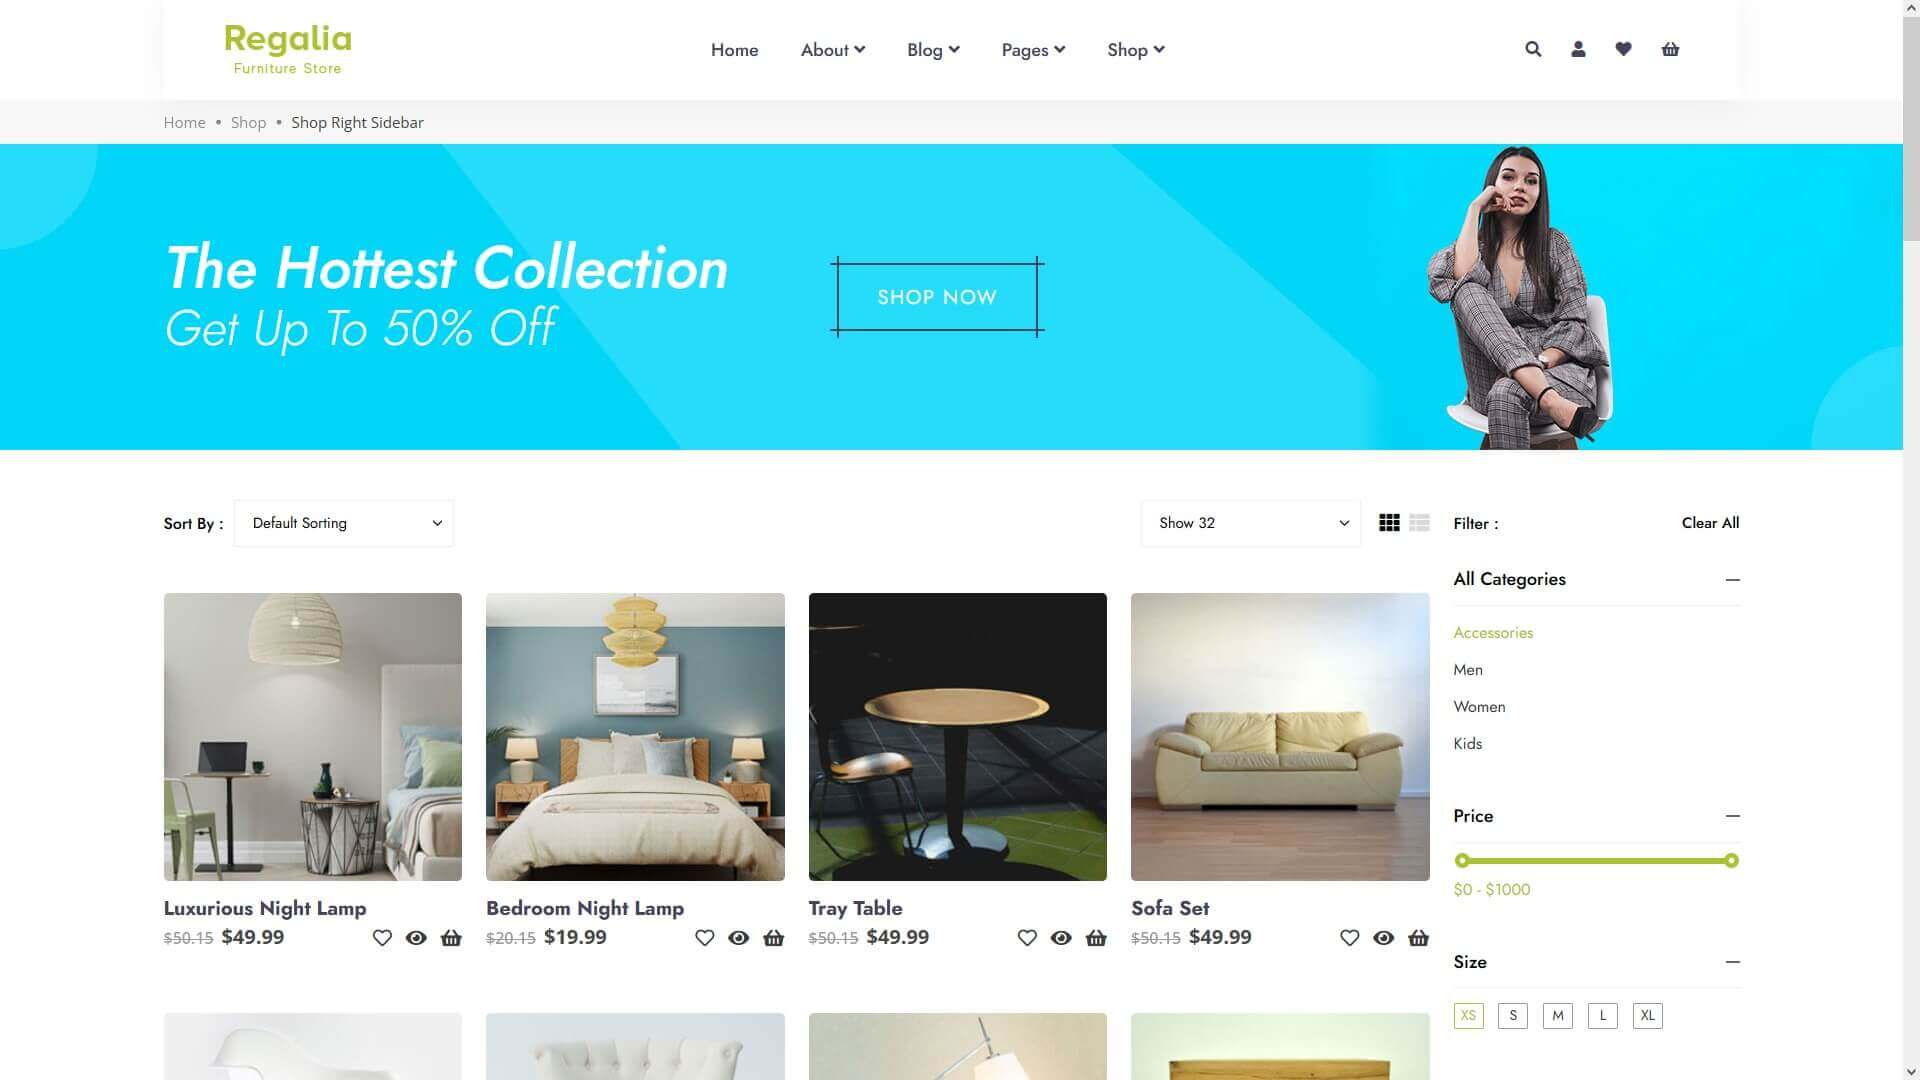 Regalia
Furniture Store
Home About Blog Pages Shop
Home • Shop • Shop Right Sidebar
The Hottest Collection
Get Up To 50% Off
SHOP NOW
Sort By : Default Sorting Show 32 Filter : Clear All
All Categories
Accessories
Men
Women
Kids
Price
$0 - $1000
Luxurious Night Lamp
$50.15 $49.99
Bedroom Night Lamp
$20.15 $19.99
Tray Table
$50.15 $49.99
Sofa Set
$50.15 $49.99
Size
XS S M L XL